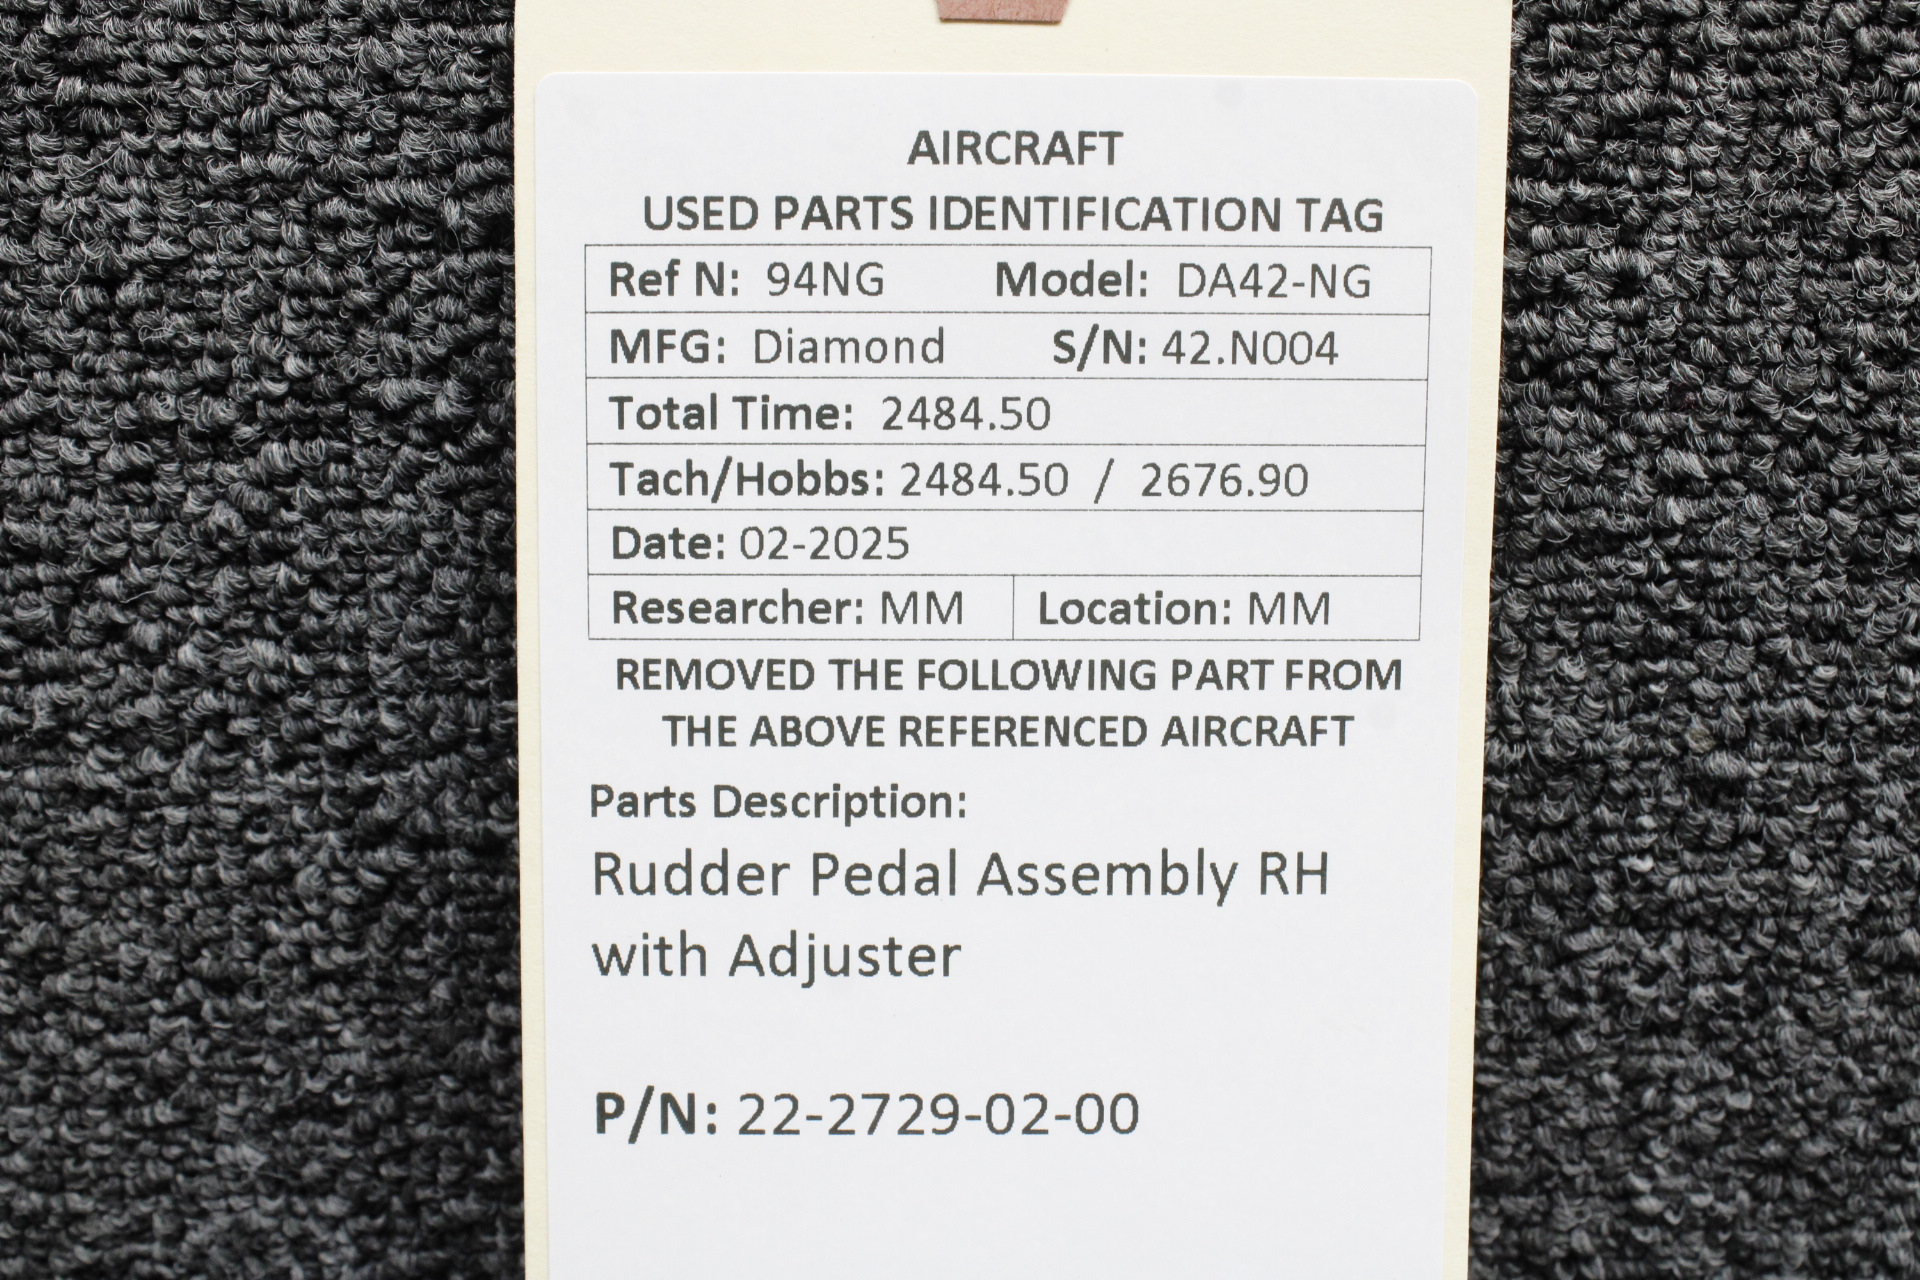 AIRCRAFT
USED PARTS IDENTIFICATION TAG
Ref N: 94NG Model: DA42-NG
MFG: Diamond S/N: 42.N004
Total Time: 2484.50
Tach/Hobbs: 2484.50 / 2676.90
Date: 02-2025
Researcher: MM Location: MM
REMOVED THE FOLLOWING PART FROM
THE ABOVE REFERENCED AIRCRAFT
Parts Description:
Rudder Pedal Assembly RH
with Adjuster
P/N: 22-2729-02-00